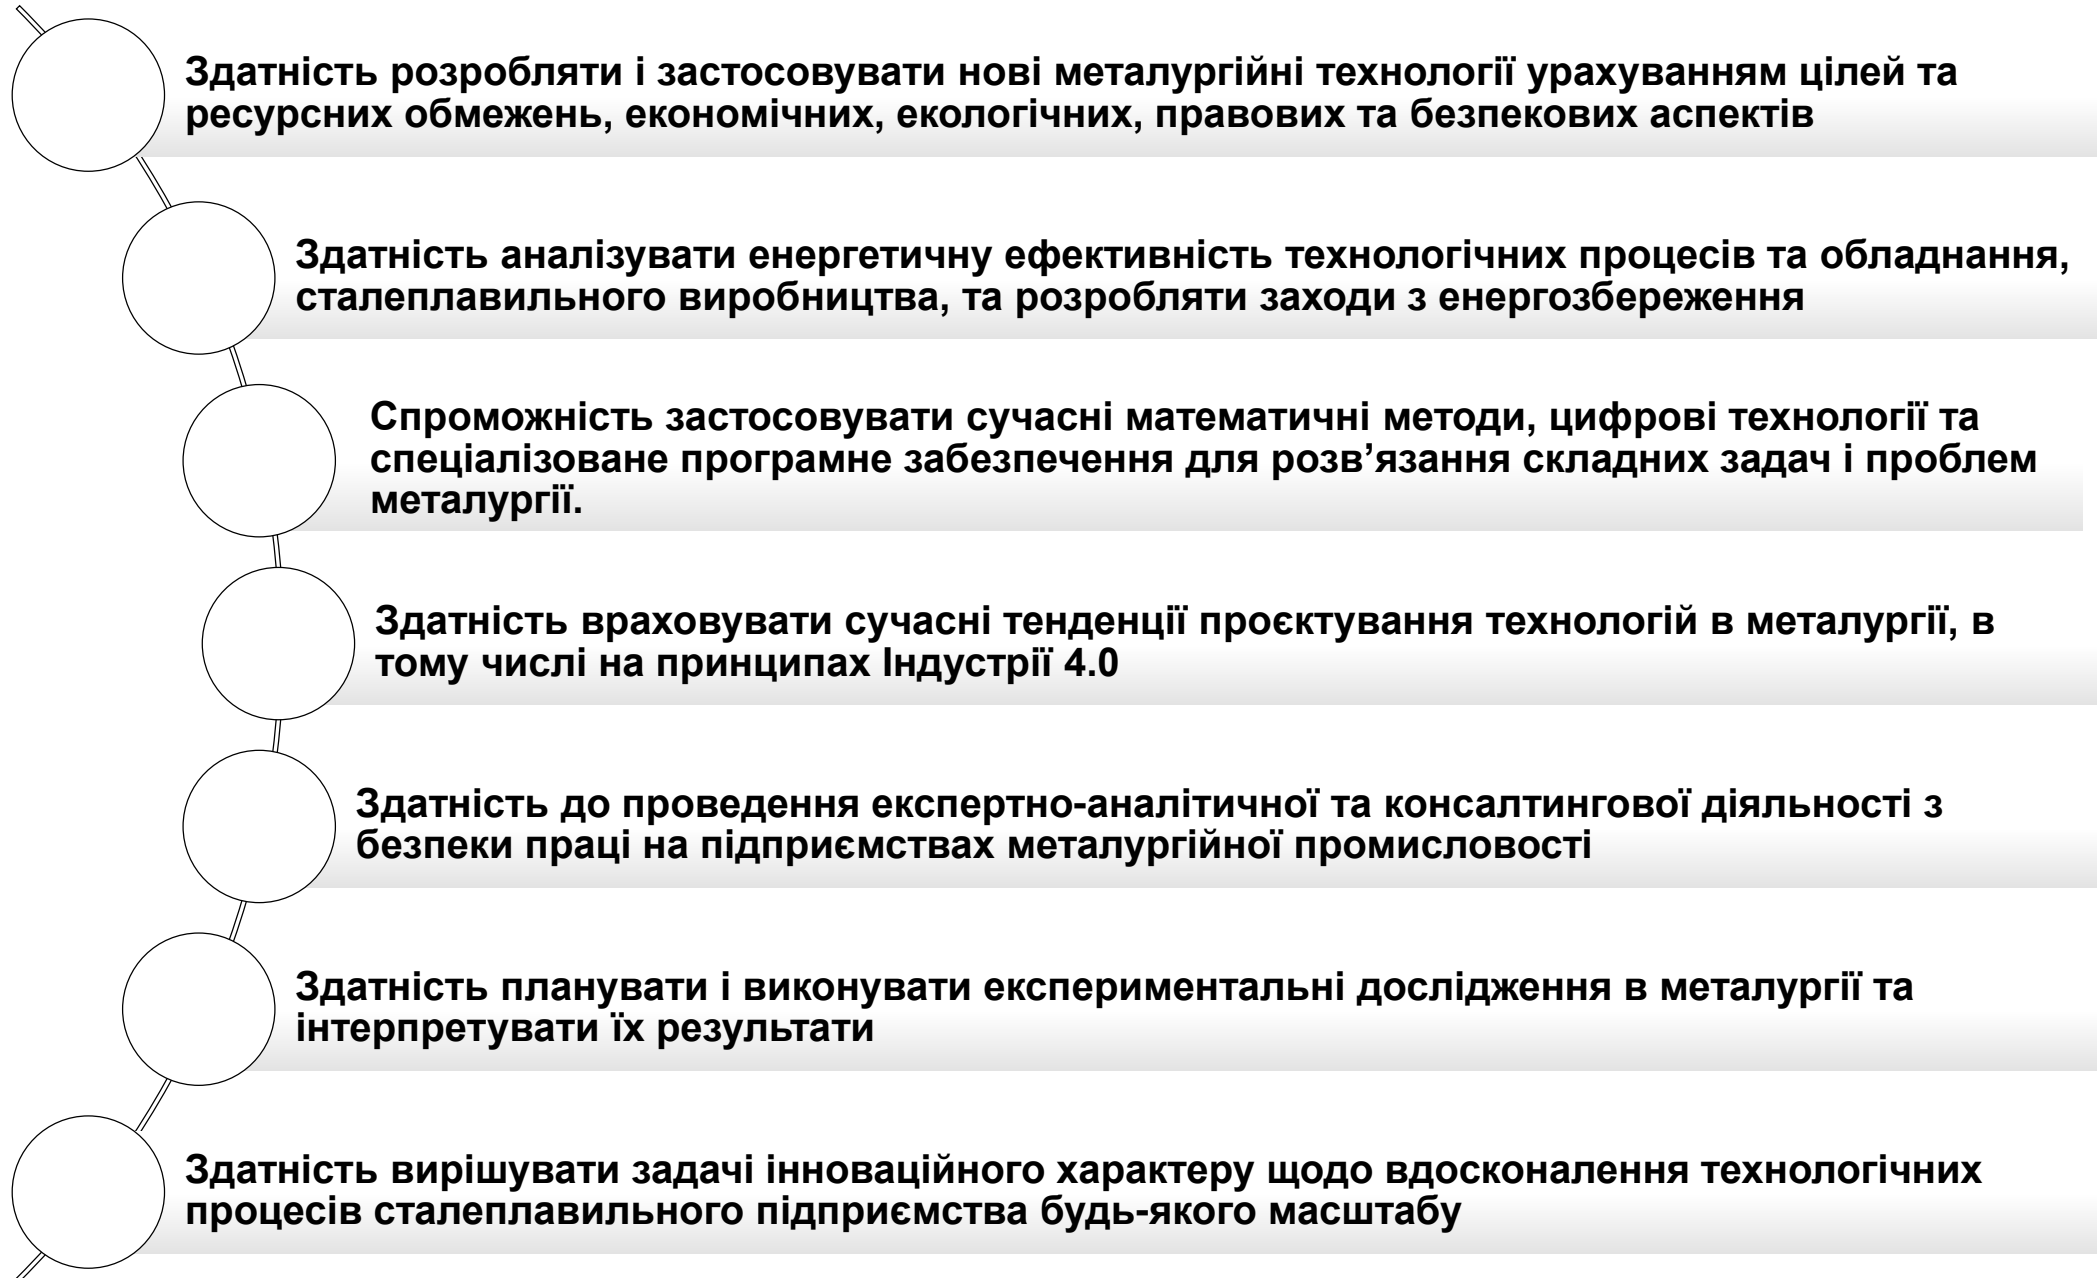 Здатність розробляти і застосовувати нові металургійні технології урахуванням цілей та
ресурсних обмежень, економічних, екологічних, правових та безпекових аспектів
Здатність аналізувати енергетичну ефективність технологічних процесів та обладнання,
сталеплавильного виробництва, та розробляти заходи з енергозбереження
Спроможність застосовувати сучасні математичні методи, цифрові технології та
спеціалізоване програмне забезпечення для розв’язання складних задач і проблем
металургії.
Здатність враховувати сучасні тенденції проєктування технологій в металургії, в
тому числі на принципах Індустрії 4.0
Здатність до проведення експертно-аналітичної та консалтингової діяльності з
безпеки праці на підприємствах металургійної промисловості
Здатність планувати і виконувати експериментальні дослідження в металургії та
інтерпретувати їх результати
Здатність вирішувати задачі інноваційного характеру щодо вдосконалення технологічних
процесів сталеплавильного підприємства будь-якого масштабу